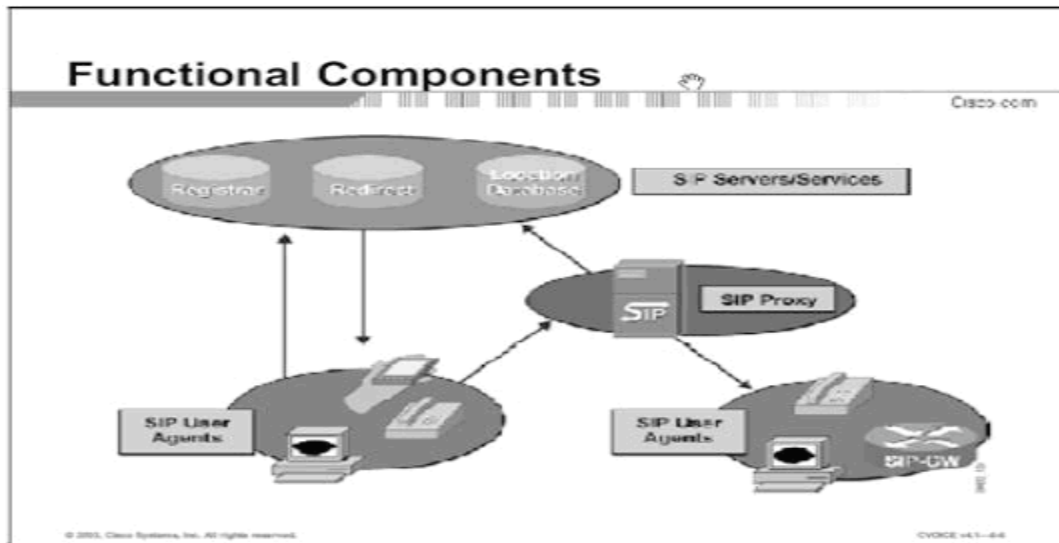 Functional Components
Cisco.com
Registrar
Redirect
Location
Database
SIP Servers/Services
SIP Proxy
SIP
SIP User
Agents
SIP User
Agents
SIP-GW
© 2003, Cisco Systems, Inc. All rights reserved.
CVOICE v4.1—6-6